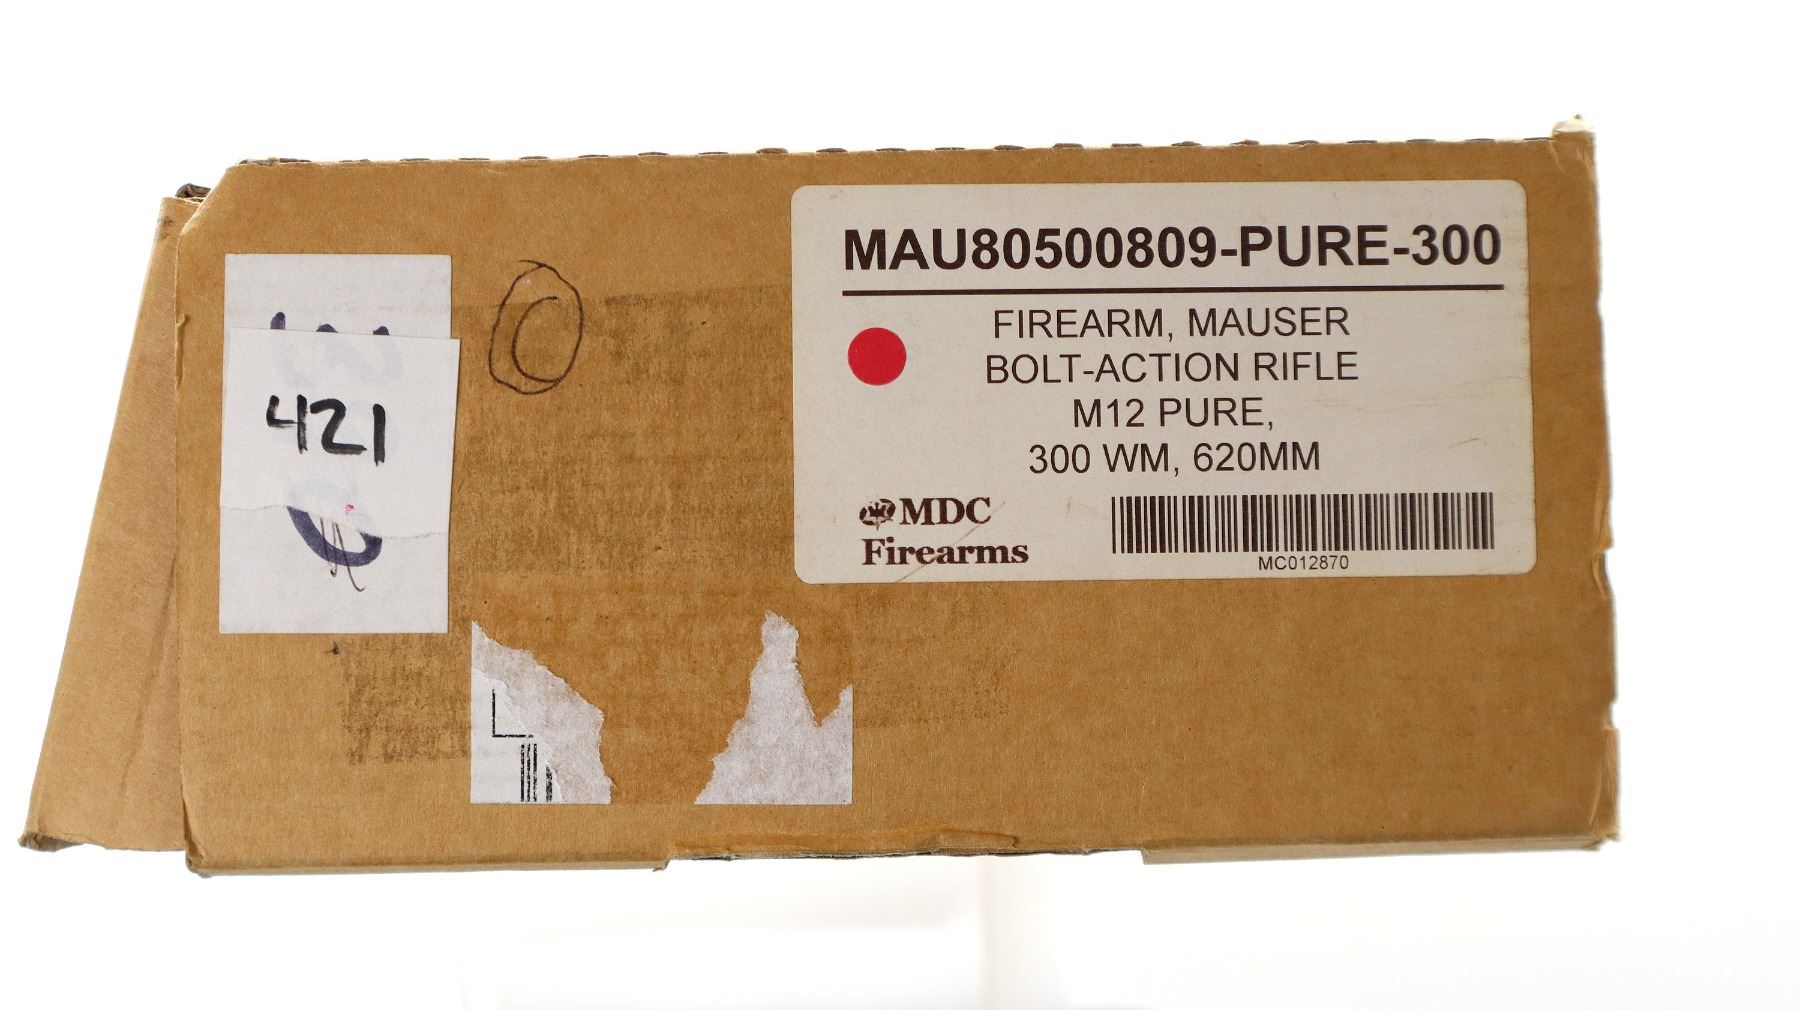 MAU80500809-PURE-300
FIREARM, MAUSER
BOLT-ACTION RIFLE
M12 PURE,
300 WM, 620MM
MDC
Firearms
MC012870
421